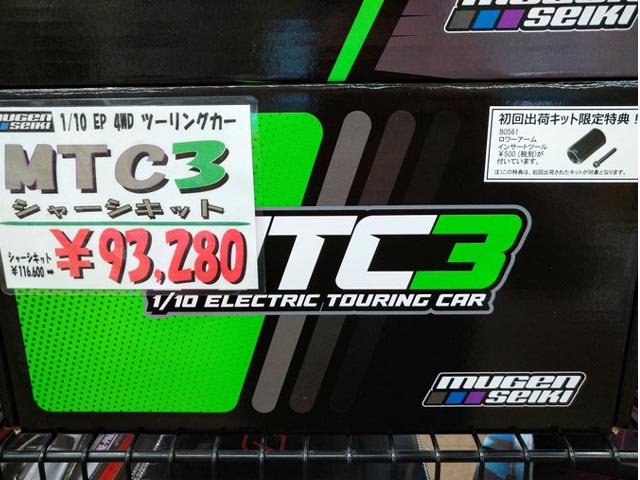 MUGEN
SEIKI
MUGEN
SEIKI
1/10 EP 4WD ツーリングカー
MTC3
シャーシキット
シャーシキット
¥116,600
¥93,280
初回出荷キット限定特典!
B0561
ロワーアーム
インサートツール
¥500(税別)が
付いています。
注)この特典は、初回出荷されたキットが対象となります。
TC3
1/10 ELECTRIC TOURING CAR
MUGEN
SEIKI